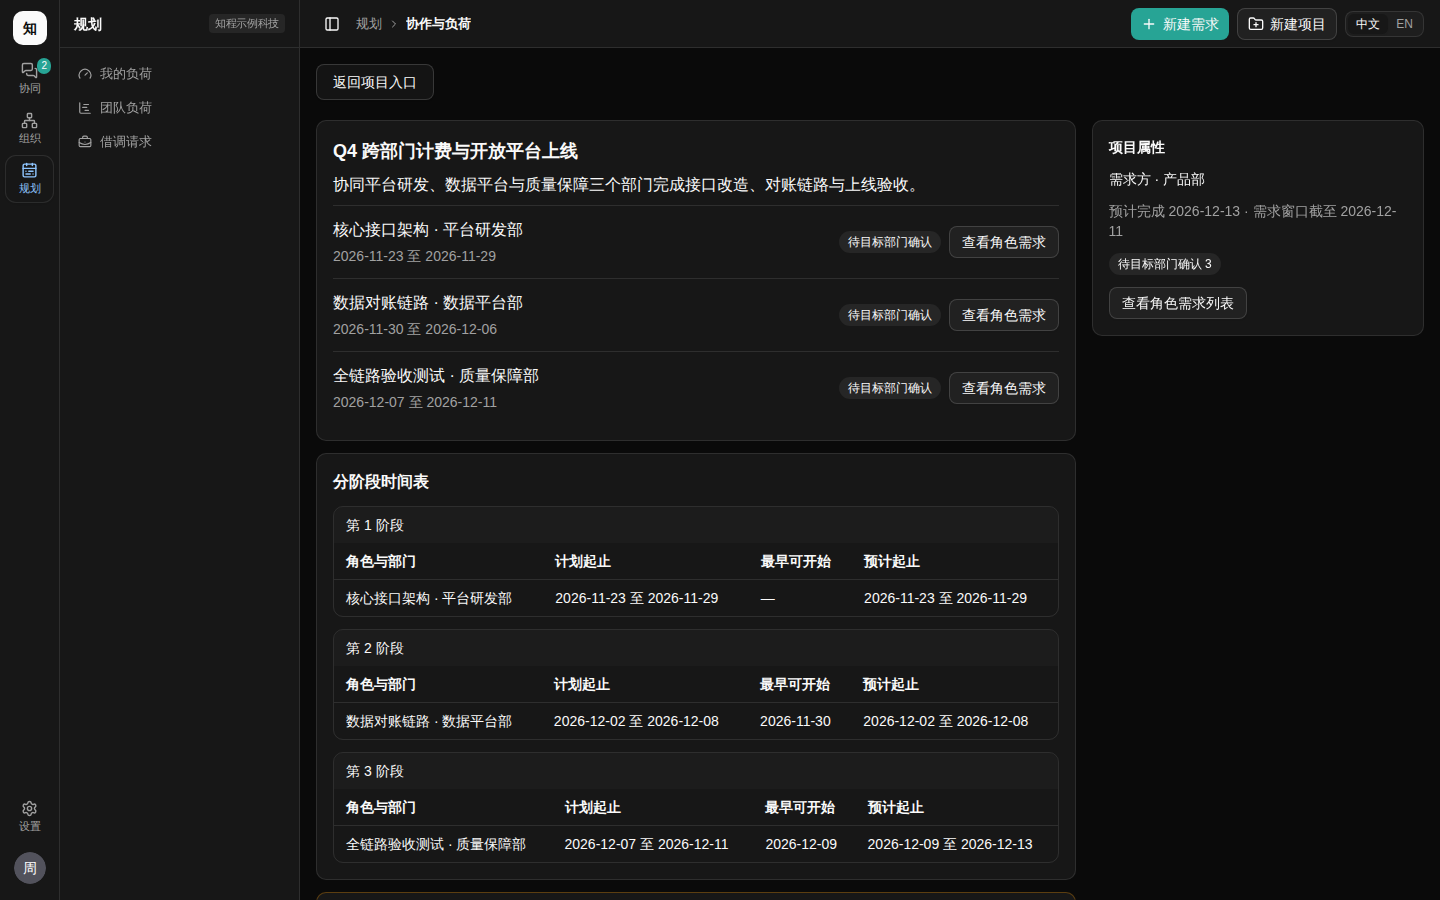 知
2
协同
组织
规划
设置
周
规划
知程示例科技
我的负荷
团队负荷
借调请求
规划
协作与负荷
新建需求
新建项目
中文
EN
返回项目入口
Q4 跨部门计费与开放平台上线
协同平台研发、数据平台与质量保障三个部门完成接口改造、对账链路与上线验收。
核心接口架构 · 平台研发部
2026-11-23 至 2026-11-29
待目标部门确认
查看角色需求
数据对账链路 · 数据平台部
2026-11-30 至 2026-12-06
待目标部门确认
查看角色需求
全链路验收测试 · 质量保障部
2026-12-07 至 2026-12-11
待目标部门确认
查看角色需求
分阶段时间表
第 1 阶段
角色与部门 计划起止 最早可开始 预计起止
核心接口架构 · 平台研发部 2026-11-23 至 2026-11-29 — 2026-11-23 至 2026-11-29
第 2 阶段
角色与部门 计划起止 最早可开始 预计起止
数据对账链路 · 数据平台部 2026-12-02 至 2026-12-08 2026-11-30 2026-12-02 至 2026-12-08
第 3 阶段
角色与部门 计划起止 最早可开始 预计起止
全链路验收测试 · 质量保障部 2026-12-07 至 2026-12-11 2026-12-09 2026-12-09 至 2026-12-13
项目属性
需求方 · 产品部
预计完成 2026-12-13 · 需求窗口截至 2026-12-
11
待目标部门确认 3
查看角色需求列表